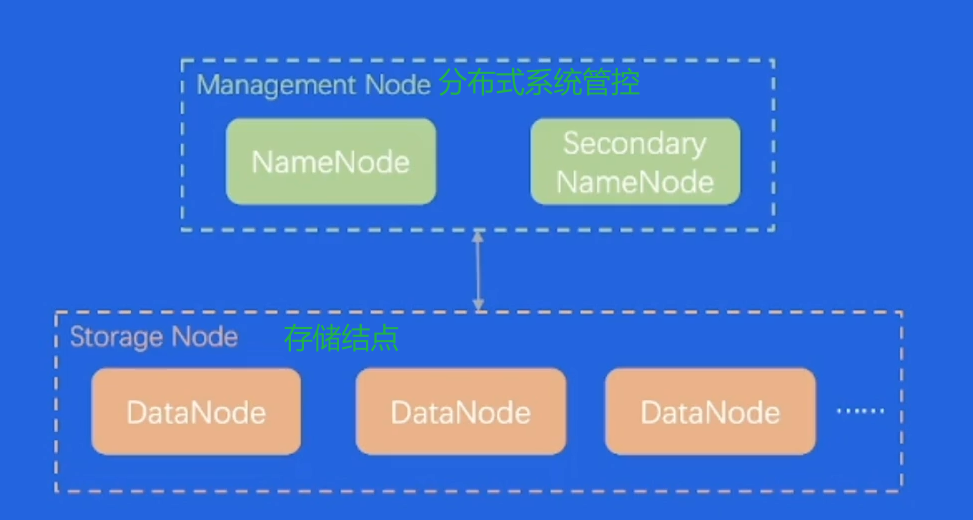 Management Node 分布式系统管控
NameNode
Secondary
NameNode
Storage Node 存储结点
DataNode
DataNode
DataNode
······